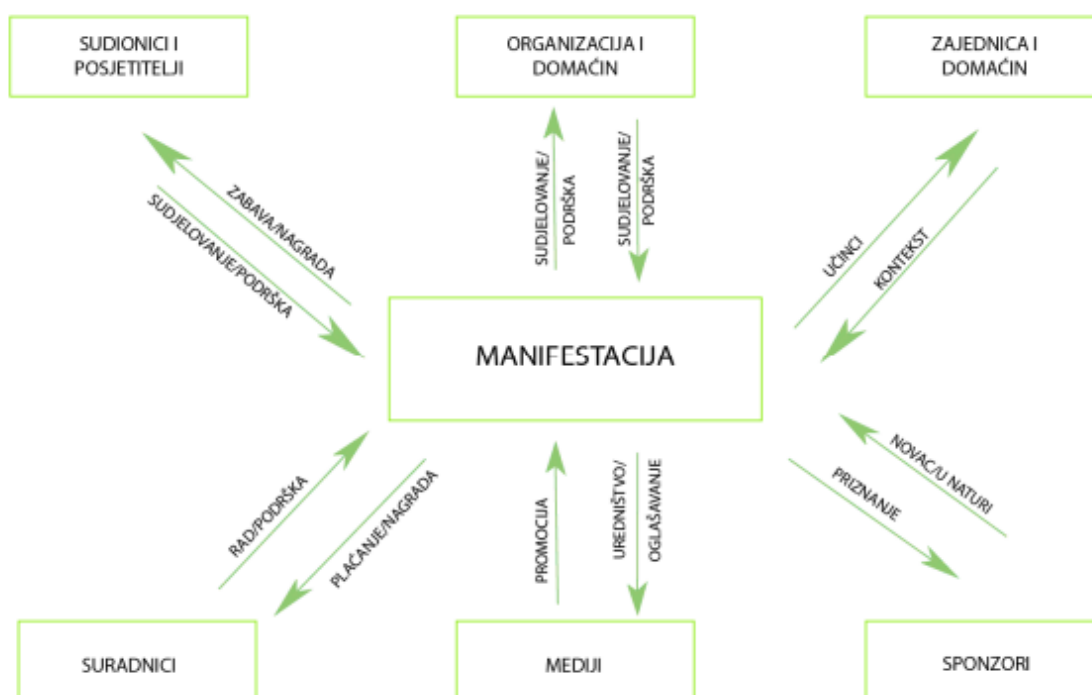 SUDIONICI I
POSJETITELJI
ORGANIZACIJA I
DOMAĆIN
ZAJEDNICA I
DOMAĆIN
ZABAVA/NAGRADA
SUDJELOVANJE/PODRŠKA
SUDJELOVANJE/
PODRŠKA
SUDJELOVANJE/
PODRŠKA
UČINCI
KONTEKST
MANIFESTACIJA
RAD/PODRŠKA
PLAĆANJE/NAGRADA
PROMOCIJA
UREDNIŠTVO/
OGLAŠAVANJE
NOVAC/U NATURI
PRIZNANJE
SURADNICI
MEDIJI
SPONZORI